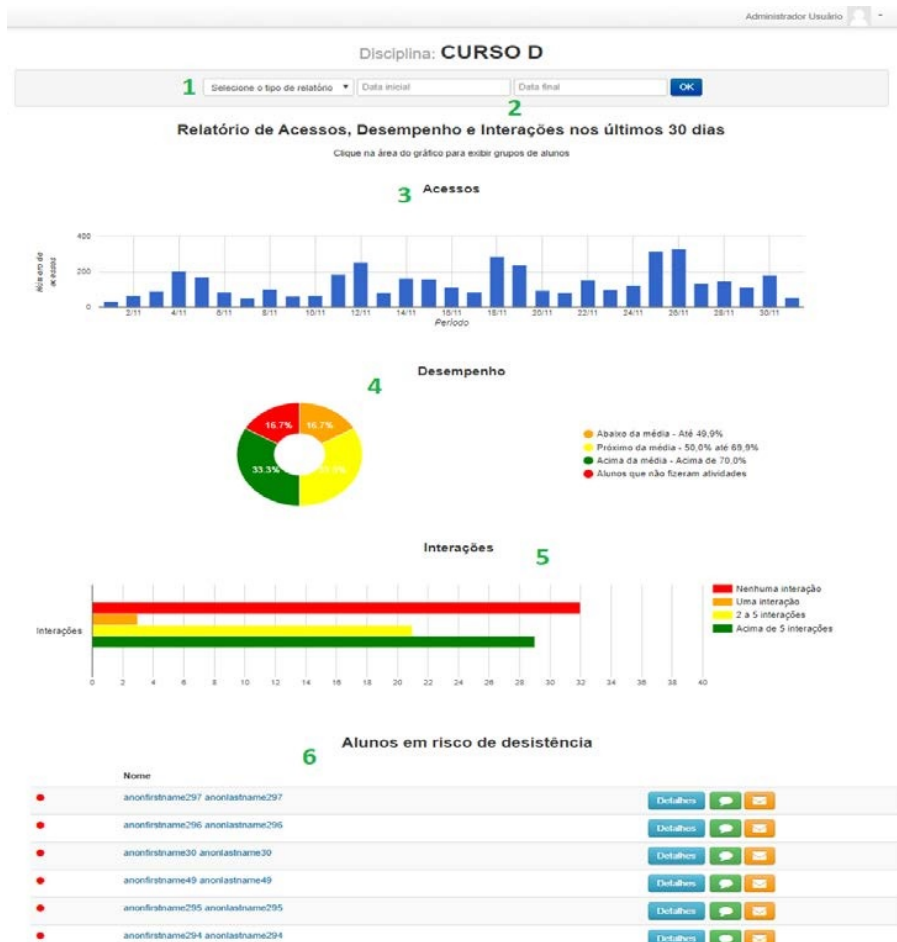 Administrador Usuário
Disciplina: CURSO D
1 Selecione o tipo de relatório Data inicial Data final OK
2
Relatório de Acessos, Desempenho e Interações nos últimos 30 dias
Clique na área do gráfico para exibir grupos de alunos
3 Acessos
Número de
acessos
400
200
0
2/11 4/11 6/11 8/11 10/11 12/11 14/11 16/11 18/11 20/11 22/11 24/11 26/11 28/11 30/11
Período
Desempenho
4
16.7% 16.7%
33.3%
Abaixo da média - Até 49,9%
Próximo da média - 50,0% até 69,9%
Acima da média - Acima de 70,0%
Alunos que não fizeram atividades
Interações
5
Nenhuma interação
Uma interação
2 a 5 interações
Acima de 5 interações
Interações
0 2 4 6 8 10 12 14 16 18 20 22 24 26 28 30 32 34 36 38 40
Alunos em risco de desistência
6
Nome
anonfirstname297 anonlastname297 Detalhes
anonfirstname296 anonlastname296 Detalhes
anonfirstname30 anonlastname30 Detalhes
anonfirstname49 anonlastname49 Detalhes
anonfirstname295 anonlastname295 Detalhes
anonfirstname294 anonlastname294 Detalhes